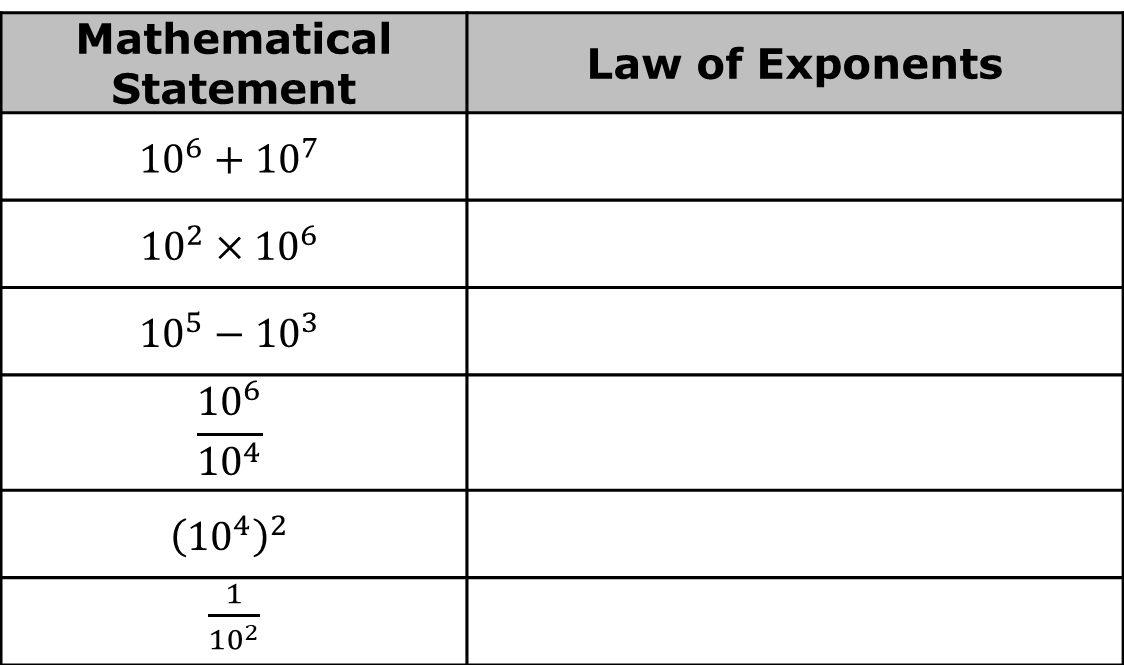 Mathematical
Statement
Law of Exponents
10⁶ + 10⁷
10² × 10⁶
10⁵ − 10³
10⁶
10⁴
(10⁴)²
1
10²